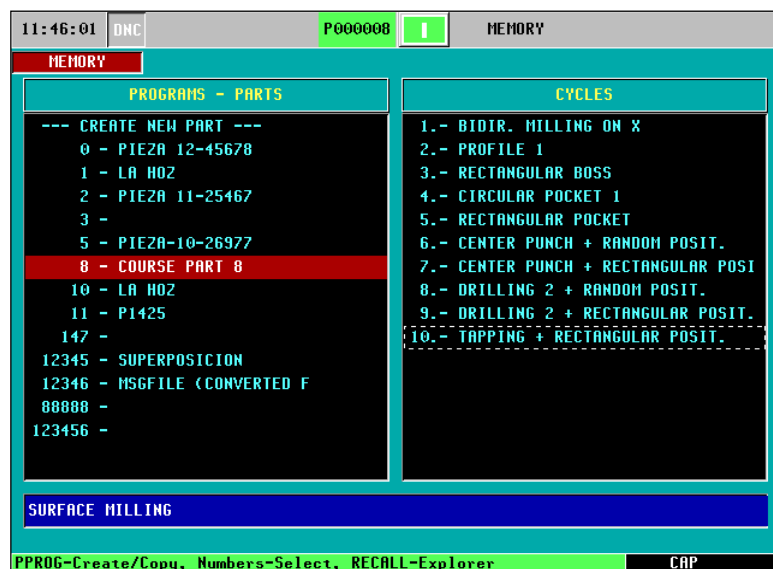 11:46:01 DNC P000008 MEMORY
MEMORY
PROGRAMS - PARTS
--- CREATE NEW PART ---
0 - PIEZA 12-45678
1 - LA HOZ
2 - PIEZA 11-25467
3 -
5 - PIEZA-10-26977
8 - COURSE PART 8
10 - LA HOZ
11 - P1425
147 -
12345 - SUPERPOSICION
12346 - MSGFILE (CONVERTED F
88888 -
123456 -
CYCLES
1.- BIDIR. MILLING ON X
2.- PROFILE 1
3.- RECTANGULAR BOSS
4.- CIRCULAR POCKET 1
5.- RECTANGULAR POCKET
6.- CENTER PUNCH + RANDOM POSIT.
7.- CENTER PUNCH + RECTANGULAR POSI
8.- DRILLING 2 + RANDOM POSIT.
9.- DRILLING 2 + RECTANGULAR POSIT.
10.- TAPPING + RECTANGULAR POSIT.
SURFACE MILLING
PPROG-Create/Copy, Numbers-Select, RECALL-Explorer CAP